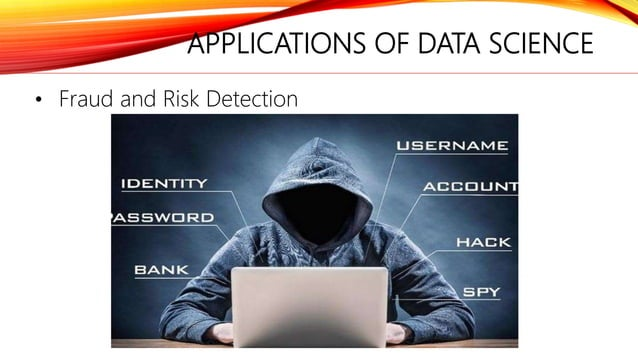 APPLICATIONS OF DATA SCIENCE
• Fraud and Risk Detection
USERNAME
IDENTITY
ACCOUNT
PASSWORD
HACK
BANK
SPY